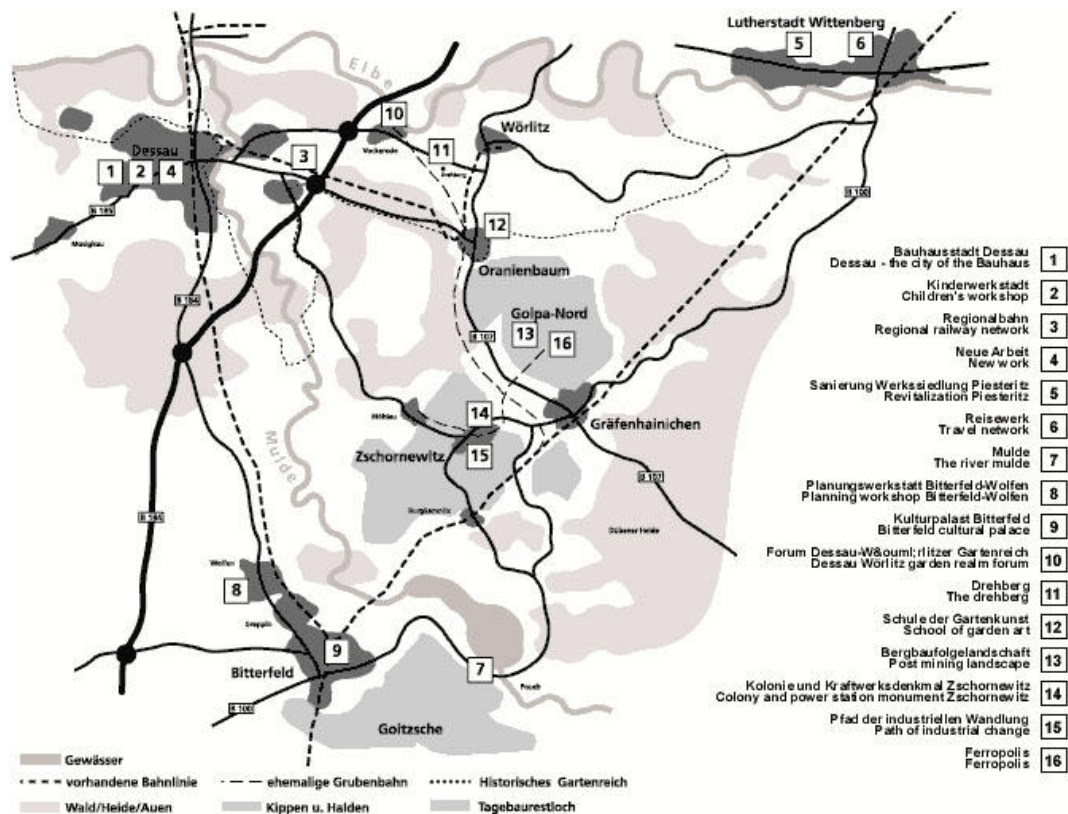 Lutherstadt Wittenberg
5
6
Elbe
10
Vockerode
Wörlitz
11
Drehberg
Dessau
3
1
2
4
B 185
Mosigkau
B 100
12
Oranienbaum
Golpa-Nord
13
16
B 184
B 107
Möhlau
14
Gräfenhainichen
Zschornewitz
15
Mulde
B 107
Burgkemnitz
Dübener Heide
B 184
Wolfen
8
Greppin
9
Bitterfeld
7
Pouch
B 100
Goitzsche
Bauhausstadt Dessau
Dessau - the city of the Bauhaus
1
Kinderwerkstadt
Children's workshop
2
Regionalbahn
Regional railway network
3
Neue Arbeit
New work
4
Sanierung Werkssiedlung Piesteritz
Revitalization Piesteritz
5
Reisewerk
Travel network
6
Mulde
The river mulde
7
Planungswerkstatt Bitterfeld-Wolfen
Planning workshop Bitterfeld-Wolfen
8
Kulturpalast Bitterfeld
Bitterfeld cultural palace
9
Forum Dessau-W&ouml;rlitzer Gartenreich
Dessau Wörlitz garden realm forum
10
Drehberg
The drehberg
11
Schule der Gartenkunst
School of garden art
12
Bergbaufolgelandschaft
Post mining landscape
13
Kolonie und Kraftwerksdenkmal Zschornewitz
Colony and power station monument Zschornewitz
14
Pfad der industriellen Wandlung
Path of industrial change
15
Ferropolis
Ferropolis
16
Gewässer
vorhandene Bahnlinie
ehemalige Grubenbahn
Historisches Gartenreich
Wald/Heide/Auen
Kippen u. Halden
Tagebaurestloch